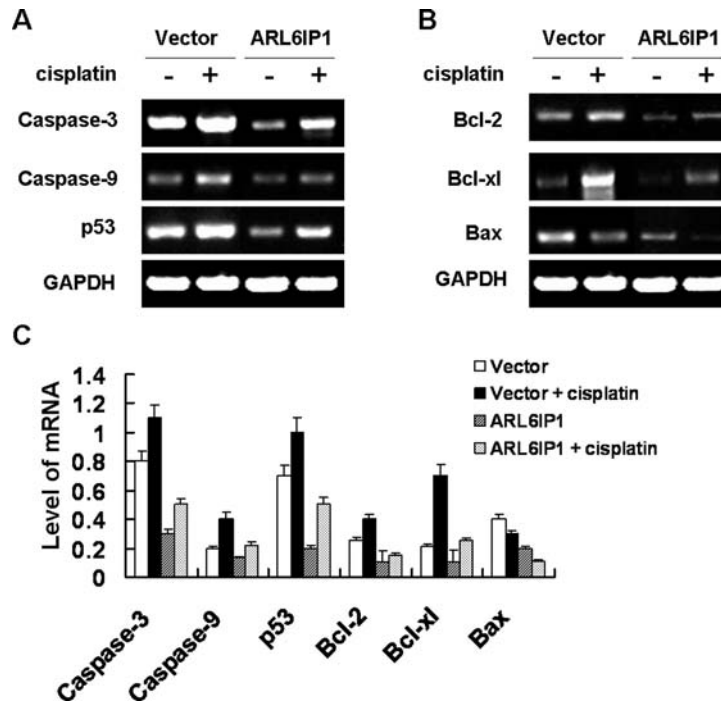 A
Vector ARL6IP1
cisplatin - + - +
Caspase-3
Caspase-9
p53
GAPDH
B
Vector ARL6IP1
cisplatin - + - +
Bcl-2
Bcl-xl
Bax
GAPDH
C
Level of mRNA
1.4
1.2
1
0.8
0.6
0.4
0.2
0
Vector
Vector + cisplatin
ARL6IP1
ARL6IP1 + cisplatin
Caspase-3
Caspase-9
p53
Bcl-2
Bcl-xl
Bax